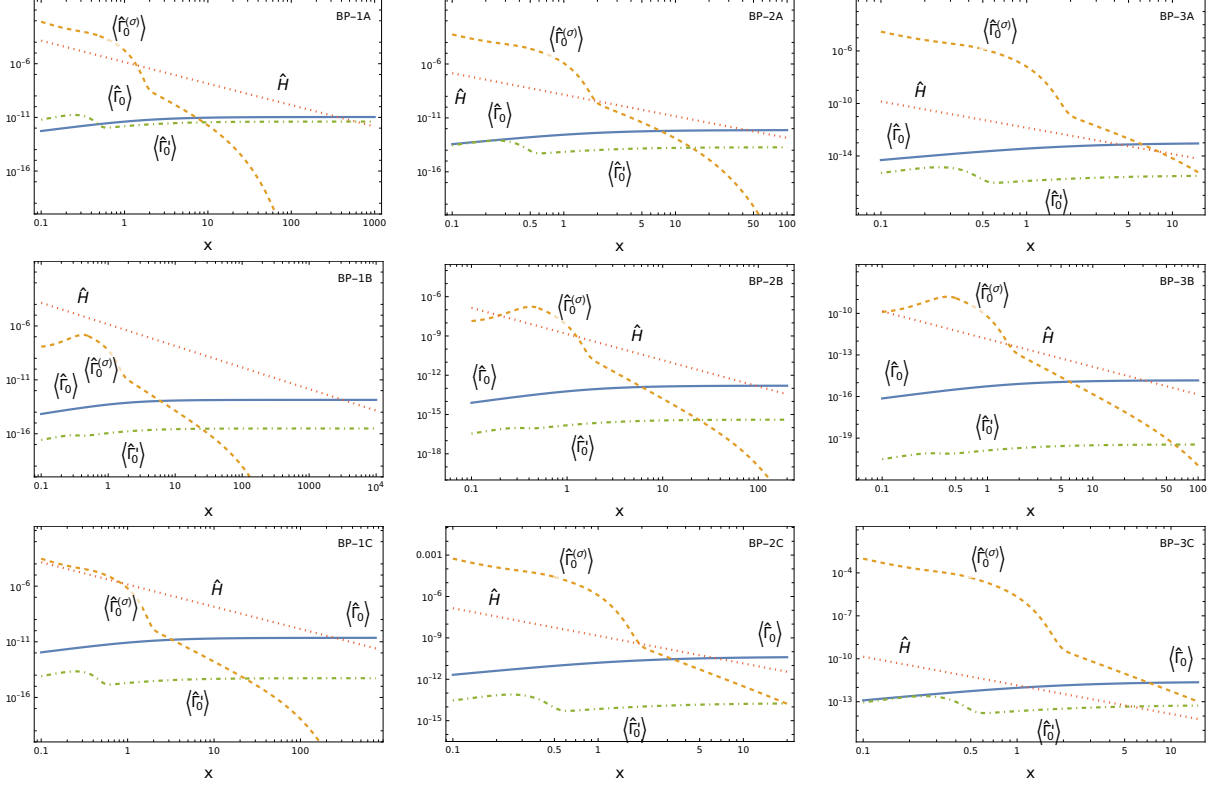 BP–1A
⟨Γ̂₀^(σ)⟩
10⁻⁶
Ĥ
⟨Γ̂₀⟩
10⁻¹¹
⟨Γ̂₀′⟩
10⁻¹⁶
0.1 1 10 100 1000
x
BP–2A
⟨Γ̂₀^(σ)⟩
10⁻⁶
Ĥ
⟨Γ̂₀⟩
10⁻¹¹
⟨Γ̂₀′⟩
10⁻¹⁶
0.1 0.5 1 5 10 50 100
x
BP–3A
⟨Γ̂₀^(σ)⟩
10⁻⁶
Ĥ
10⁻¹⁰
⟨Γ̂₀⟩
10⁻¹⁴
⟨Γ̂₀′⟩
0.1 0.5 1 5 10
x
BP–1B
Ĥ
10⁻⁶
⟨Γ̂₀^(σ)⟩
⟨Γ̂₀⟩
10⁻¹¹
10⁻¹⁶
⟨Γ̂₀′⟩
0.1 1 10 100 1000 10⁴
x
BP–2B
10⁻⁶
⟨Γ̂₀^(σ)⟩
Ĥ
10⁻⁹
⟨Γ̂₀⟩
10⁻¹²
10⁻¹⁵
⟨Γ̂₀′⟩
10⁻¹⁸
0.1 1 10 100
x
BP–3B
⟨Γ̂₀^(σ)⟩
10⁻¹⁰
Ĥ
10⁻¹³
⟨Γ̂₀⟩
10⁻¹⁶
⟨Γ̂₀′⟩
10⁻¹⁹
0.1 0.5 1 5 10 50 100
x
BP–1C
10⁻⁶
Ĥ
⟨Γ̂₀^(σ)⟩
⟨Γ̂₀⟩
10⁻¹¹
10⁻¹⁶
⟨Γ̂₀′⟩
0.1 1 10 100
x
BP–2C
0.001
⟨Γ̂₀^(σ)⟩
10⁻⁶
Ĥ
⟨Γ̂₀⟩
10⁻⁹
10⁻¹²
10⁻¹⁵
⟨Γ̂₀′⟩
0.1 0.5 1 5 10
x
BP–3C
⟨Γ̂₀^(σ)⟩
10⁻⁴
10⁻⁷
Ĥ
⟨Γ̂₀⟩
10⁻¹⁰
10⁻¹³
⟨Γ̂₀′⟩
0.1 0.5 1 5 10
x